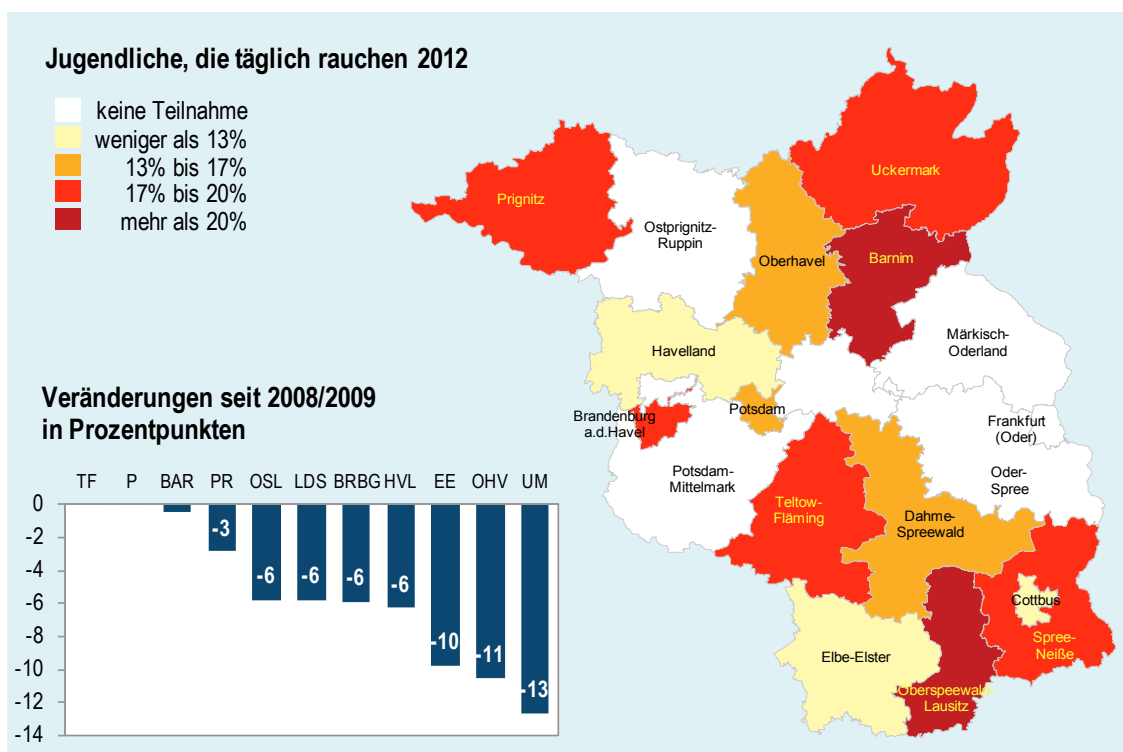 Jugendliche, die täglich rauchen 2012
keine Teilnahme
weniger als 13%
13% bis 17%
17% bis 20%
mehr als 20%
Prignitz
Ostprignitz-
Ruppin
Oberhavel
Uckermark
Barnim
Märkisch-
Oderland
Havelland
Brandenburg
a.d.Havel
Potsdam
Potsdam-
Mittelmark
Frankfurt
(Oder)
Oder-
Spree
Teltow-
Fläming
Dahme-
Spreewald
Cottbus
Spree-
Neiße
Elbe-Elster
Oberspeewald
Lausitz
Veränderungen seit 2008/2009
in Prozentpunkten
TF P BAR PR OSL LDS BRBG HVL EE OHV UM
0
-2
-4
-6
-8
-10
-12
-14
-3
-6
-6
-6
-6
-10
-11
-13